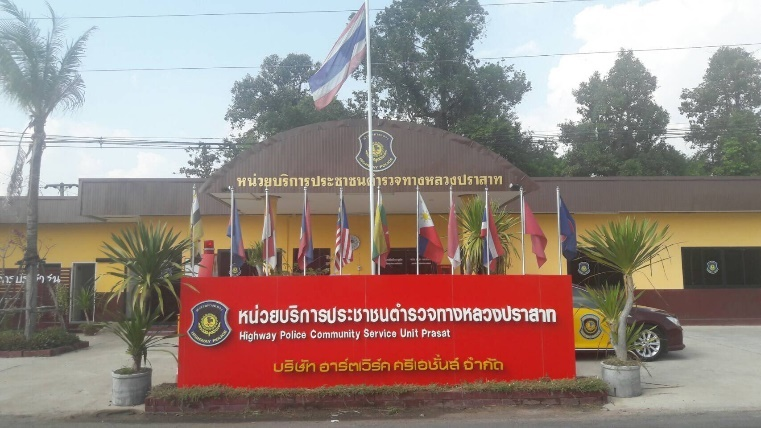 หน่วยบริการประชาชนตำรวจทางหลวงปราสาท
หน่วยบริการประชาชนตำรวจทางหลวงปราสาท
Highway Police Community Service Unit Prasat
บริษัท อาร์ตเวิร์ค ครีเอชั่นส์ จำกัด